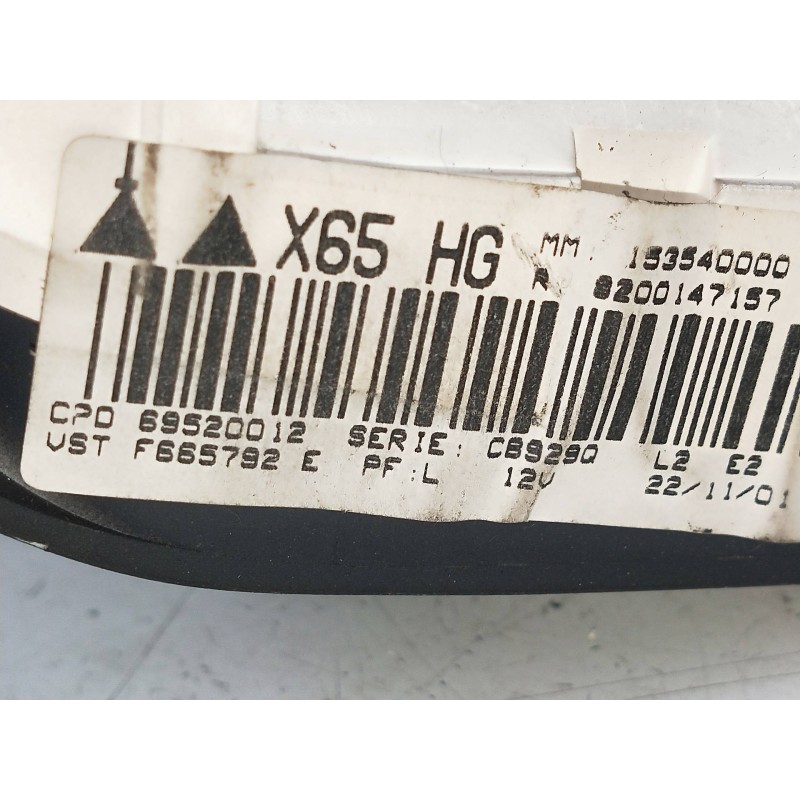 X65 HG MM. 153540000
R 8200147157
CPD 69520012 SERIE: C8929Q L2 E2
VST F665792 E PF:L 12V 22/11/01